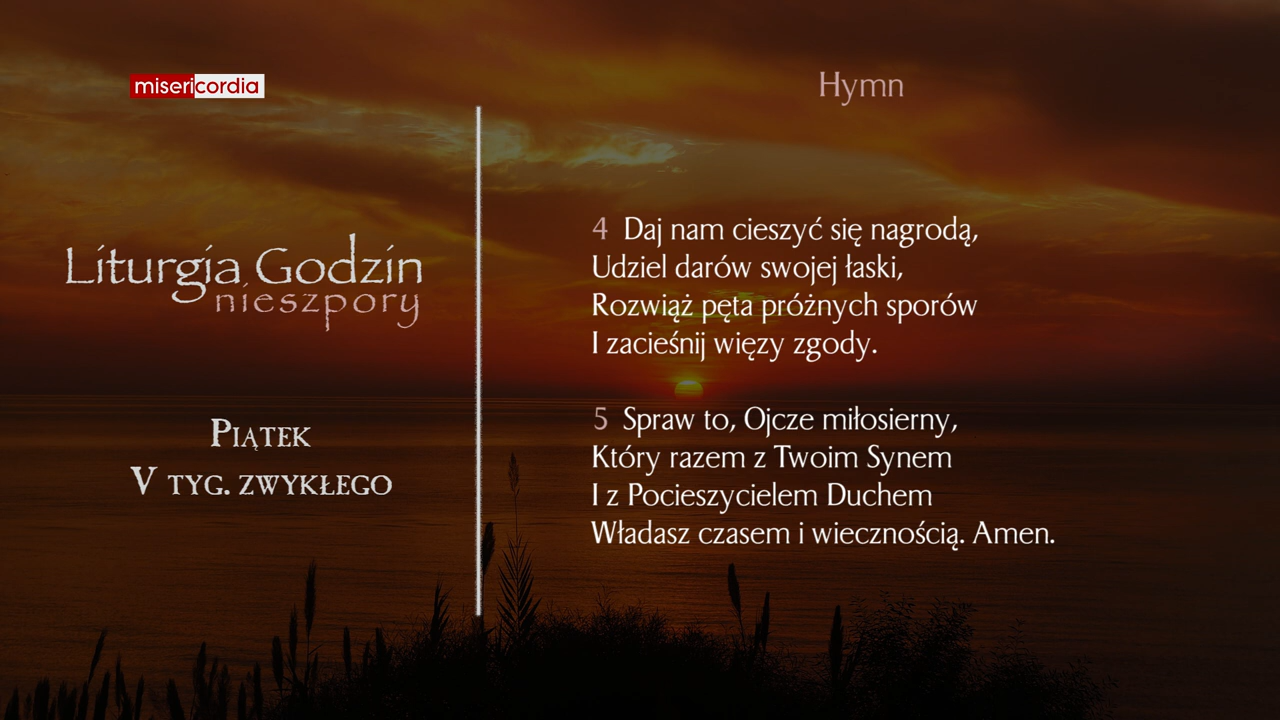 misericordia
Liturgia Godzin
nieszpory
Piątek
V tyg. zwykłego
Hymn
4 Daj nam cieszyć się nagrodą,
Udziel darów swojej łaski,
Rozwiąż pęta próżnych sporów
I zacieśnij więzy zgody.
5 Spraw to, Ojcze miłosierny,
Który razem z Twoim Synem
I z Pocieszycielem Duchem
Władasz czasem i wiecznością. Amen.